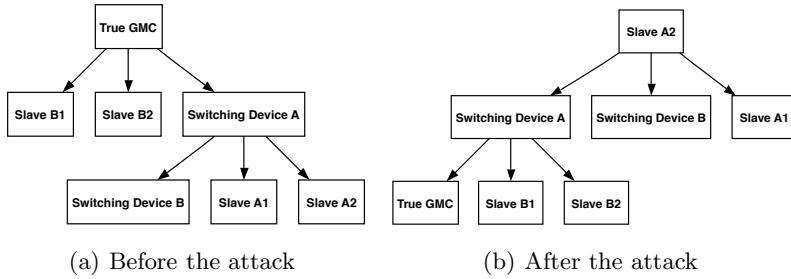 True GMC
Slave B1
Slave B2
Switching Device A
Switching Device B
Slave A1
Slave A2
(a) Before the attack
Slave A2
Switching Device A
Switching Device B
Slave A1
True GMC
Slave B1
Slave B2
(b) After the attack